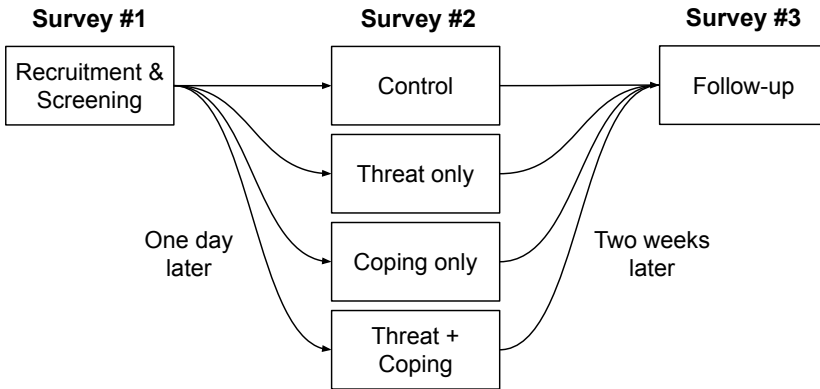 Survey #1
Survey #2
Survey #3
Recruitment &
Screening
Control
Follow-up
Threat only
One day
later
Coping only
Two weeks
later
Threat +
Coping